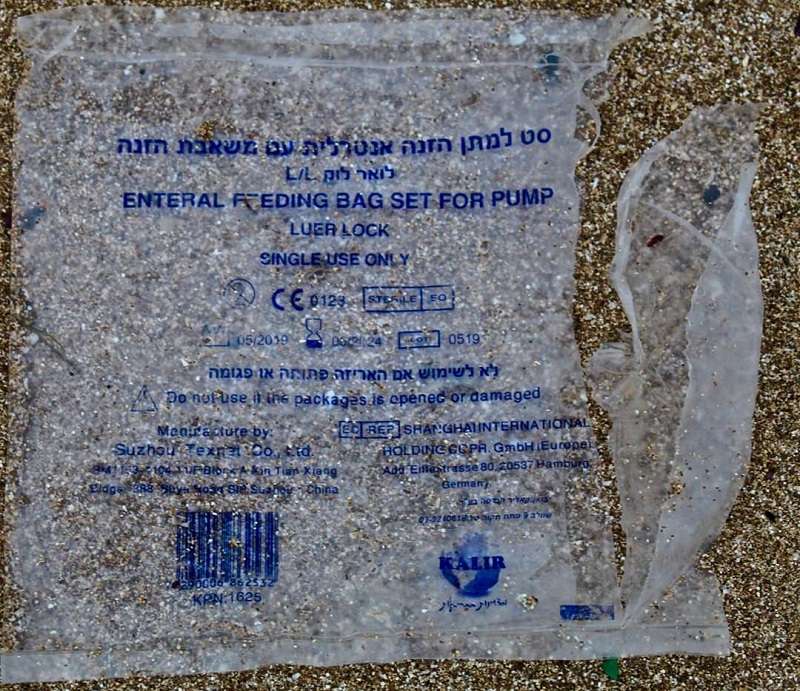 סט למתן הזנה אנטרלית עם משאבת הזנה
לואר לוק L/L
ENTERAL FEEDING BAG SET FOR PUMP
LUER LOCK
SINGLE USE ONLY
CE 0123 STERILE EO
05/2019 05/2024 LOT 0519
לא לשימוש אם האריזה פתוחה או פגומה
Do not use if the packages is opened or damaged
Manufacture by:
Suzhou Texnet Co., Ltd.
Suzhou - China
EC REP SHANGHAI INTERNATIONAL
HOLDING CORP. GmbH (Europe)
Add: Eiffestrasse 80, 20537 Hamburg,
Germany
862532
KPN:1625
KALIR